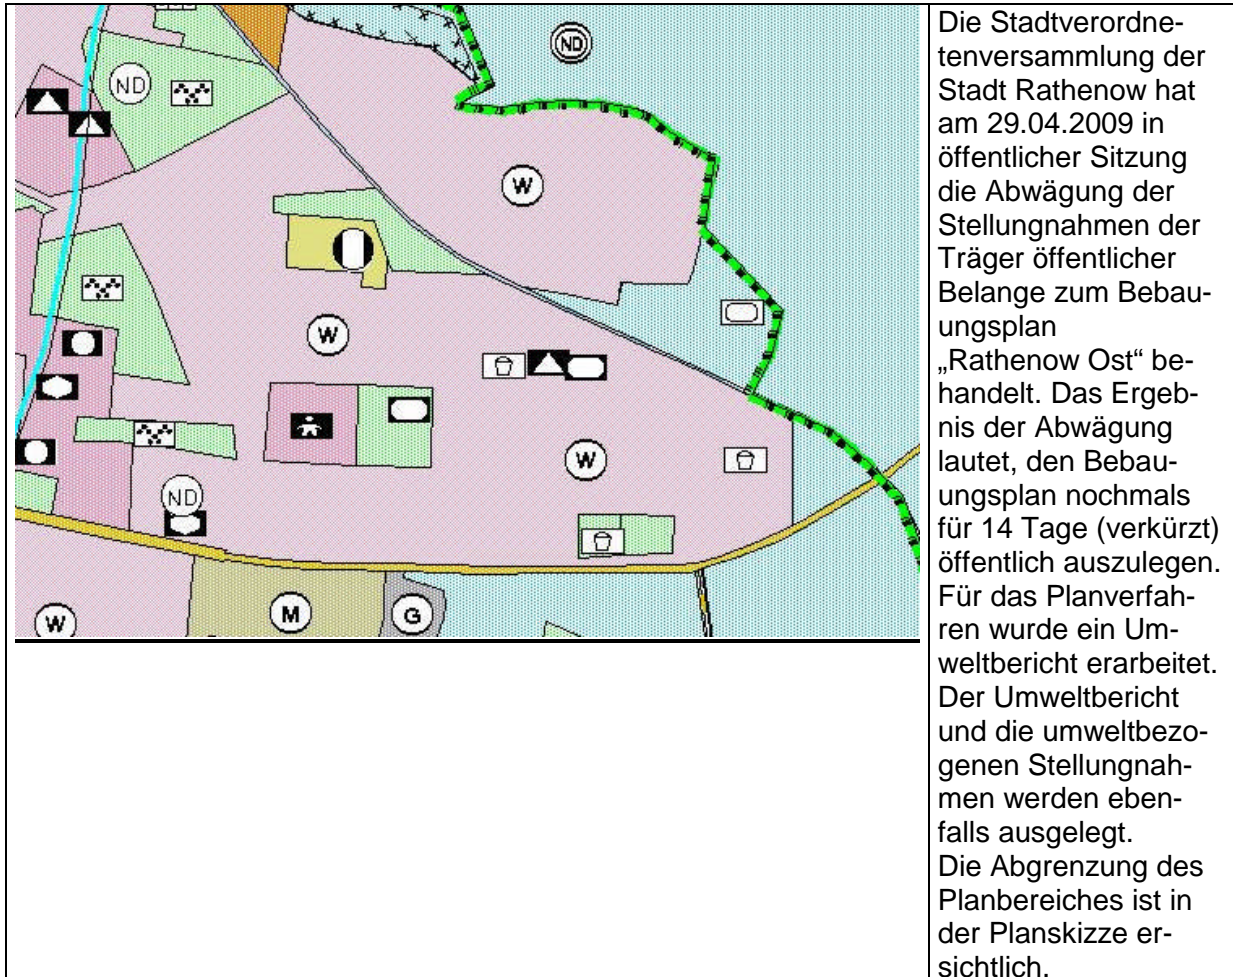 ND
ND
W
W
W
ND
W
M
G
Die Stadtverordne-
tenversammlung der
Stadt Rathenow hat
am 29.04.2009 in
öffentlicher Sitzung
die Abwägung der
Stellungnahmen der
Träger öffentlicher
Belange zum Bebau-
ungsplan
„Rathenow Ost“ be-
handelt. Das Ergeb-
nis der Abwägung
lautet, den Bebau-
ungsplan nochmals
für 14 Tage (verkürzt)
öffentlich auszulegen.
Für das Planverfah-
ren wurde ein Um-
weltbericht erarbeitet.
Der Umweltbericht
und die umweltbezo-
genen Stellungnah-
men werden eben-
falls ausgelegt.
Die Abgrenzung des
Planbereiches ist in
der Planskizze er-
sichtlich.